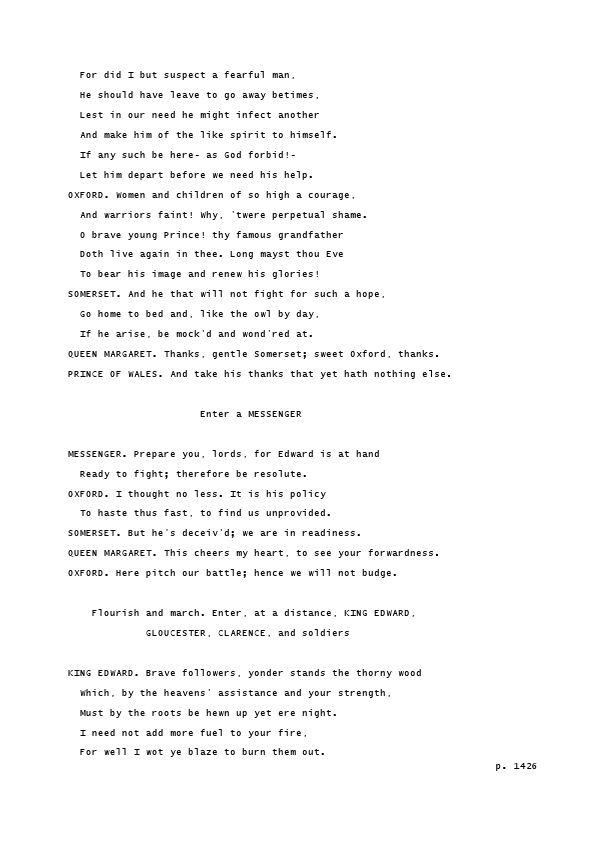 For did I but suspect a fearful man,
He should have leave to go away betimes,
Lest in our need he might infect another
And make him of the like spirit to himself.
If any such be here- as God forbid!-
Let him depart before we need his help.
OXFORD. Women and children of so high a courage,
And warriors faint! Why, 'twere perpetual shame.
O brave young Prince! thy famous grandfather
Doth live again in thee. Long mayst thou Eve
To bear his image and renew his glories!
SOMERSET. And he that will not fight for such a hope,
Go home to bed and, like the owl by day,
If he arise, be mock'd and wond'red at.
QUEEN MARGARET. Thanks, gentle Somerset; sweet Oxford, thanks.
PRINCE OF WALES. And take his thanks that yet hath nothing else.
Enter a MESSENGER
MESSENGER. Prepare you, lords, for Edward is at hand
Ready to fight; therefore be resolute.
OXFORD. I thought no less. It is his policy
To haste thus fast, to find us unprovided.
SOMERSET. But he's deceiv'd; we are in readiness.
QUEEN MARGARET. This cheers my heart, to see your forwardness.
OXFORD. Here pitch our battle; hence we will not budge.
Flourish and march. Enter, at a distance, KING EDWARD,
GLOUCESTER, CLARENCE, and soldiers
KING EDWARD. Brave followers, yonder stands the thorny wood
Which, by the heavens' assistance and your strength,
Must by the roots be hewn up yet ere night.
I need not add more fuel to your fire,
For well I wot ye blaze to burn them out.
p. 1426